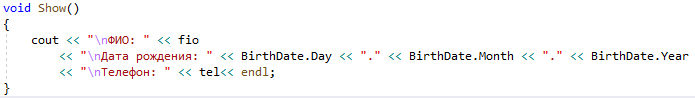 void Show()
{
cout << "\nФИО: " << fio
<< "\nДата рождения: " << BirthDate.Day << "." << BirthDate.Month << "." << BirthDate.Year
<< "\nТелефон: " << tel<< endl;
}